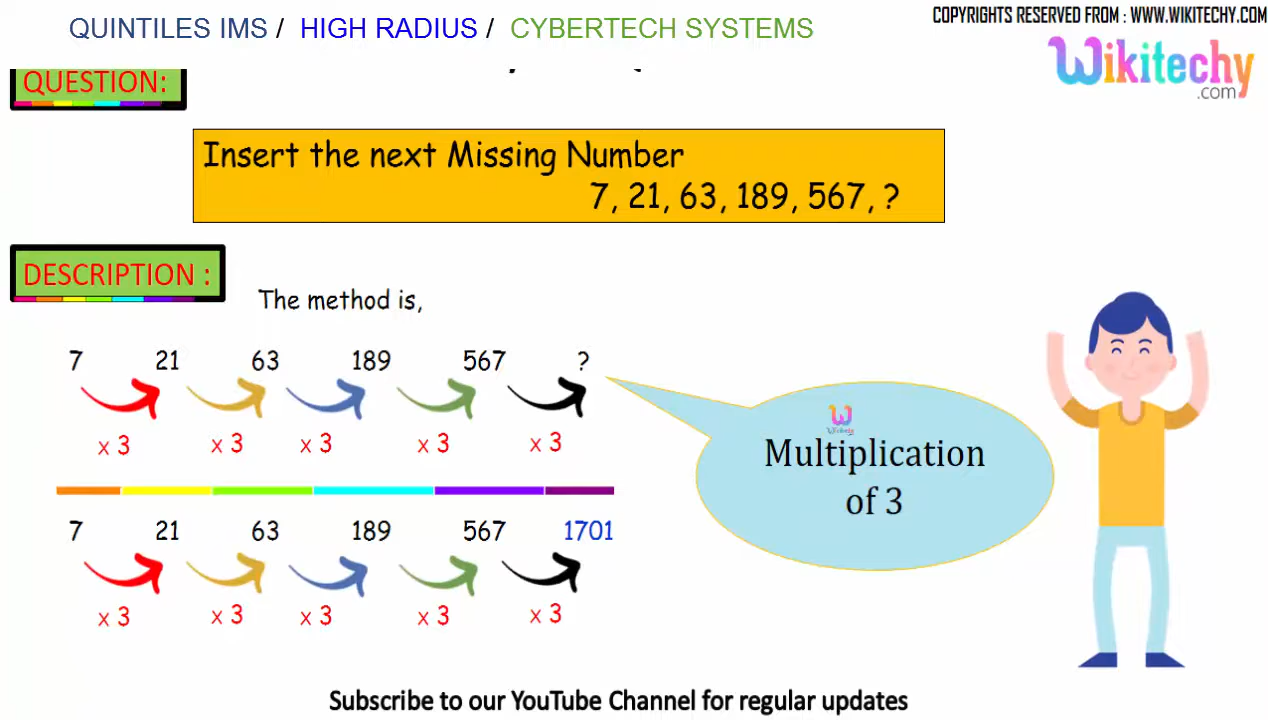 QUINTILES IMS / HIGH RADIUS / CYBERTECH SYSTEMS
COPYRIGHTS RESERVED FROM : WWW.WIKITECHY.COM
Wikitechy
.com
QUESTION:
Insert the next Missing Number
7, 21, 63, 189, 567, ?
DESCRIPTION :
The method is,
7 21 63 189 567 ?
x 3 x 3 x 3 x 3 x 3
Multiplication
of 3
7 21 63 189 567 1701
x 3 x 3 x 3 x 3 x 3
Subscribe to our YouTube Channel for regular updates